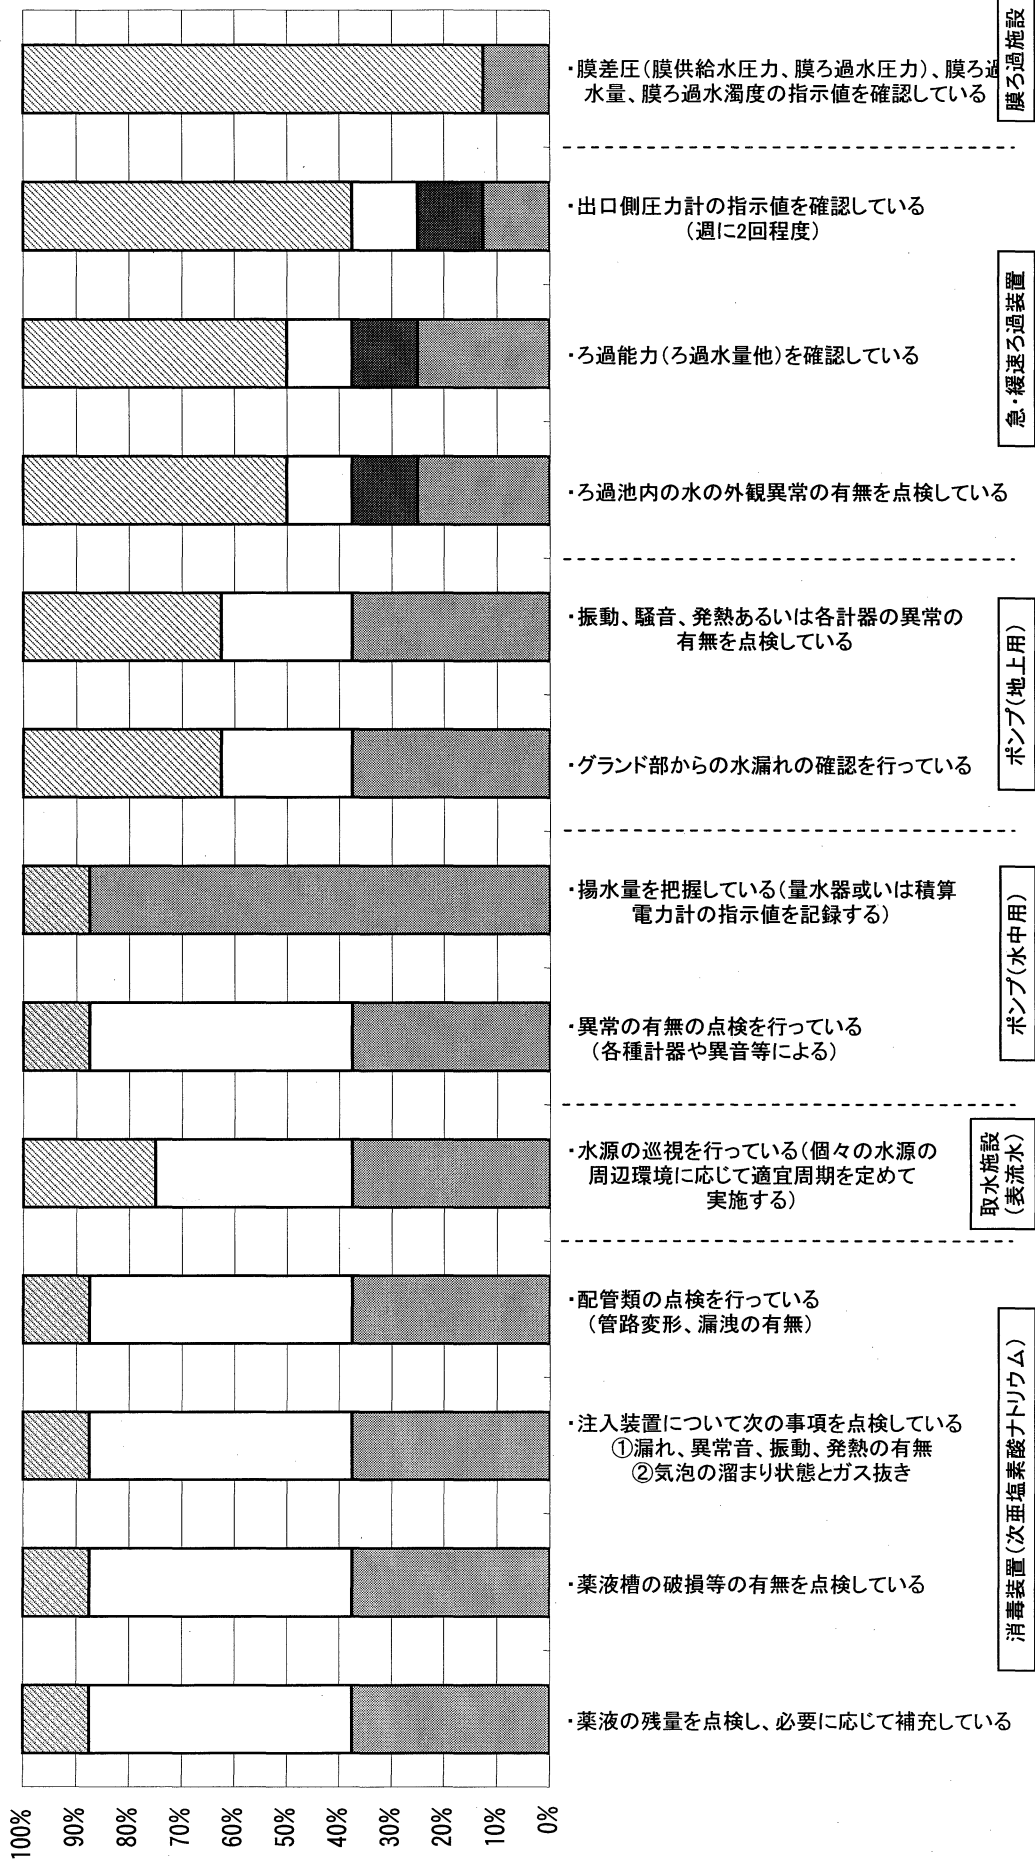 膜ろ過施設
・膜差圧(膜供給水圧力、膜ろ過水圧力)、膜ろ過
水量、膜ろ過水濁度の指示値を確認している
急・緩速ろ過装置
・出口側圧力計の指示値を確認している
(週に2回程度)
・ろ過能力(ろ過水量他)を確認している
・ろ過池内の水の外観異常の有無を点検している
ポンプ(地上用)
・振動、騒音、発熱あるいは各計器の異常の
有無を点検している
・グランド部からの水漏れの確認を行っている
ポンプ(水中用)
・揚水量を把握している(量水器或いは積算
電力計の指示値を記録する)
・異常の有無の点検を行っている
(各種計器や異音等による)
取水施設
(表流水)
・水源の巡視を行っている(個々の水源の
周辺環境に応じて適宜周期を定めて
実施する)
消毒装置(次亜塩素酸ナトリウム)
・配管類の点検を行っている
(管路変形、漏洩の有無)
・注入装置について次の事項を点検している
①漏れ、異常音、振動、発熱の有無
②気泡の溜まり状態とガス抜き
・薬液槽の破損等の有無を点検している
・薬液の残量を点検し、必要に応じて補充している
100%
90%
80%
70%
60%
50%
40%
30%
20%
10%
0%